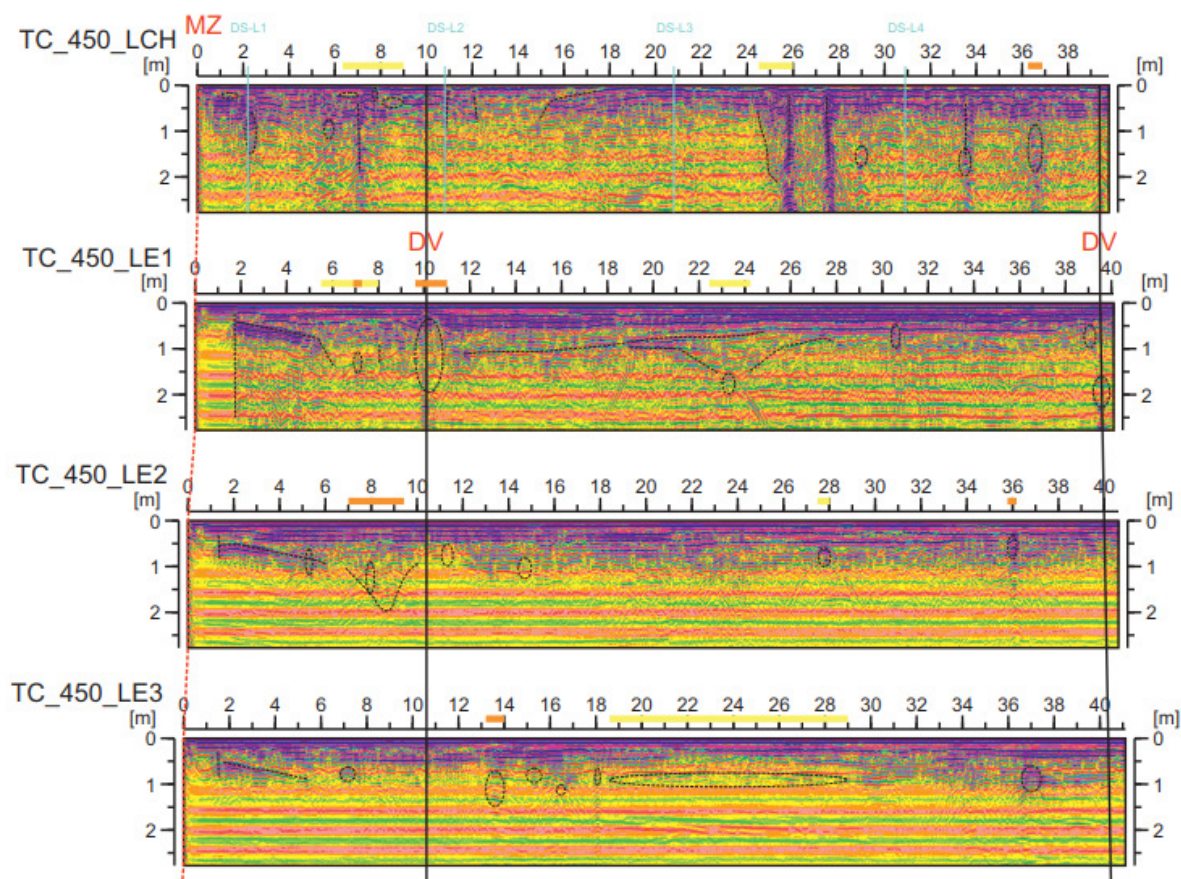 MZ DS-L1 DS-L2 DS-L3 DS-L4
TC_450_LCH 0 2 4 6 8 10 12 14 16 18 20 22 24 26 28 30 32 34 36 38
[m] [m]
0 0
1 1
2 2
DV DV
TC_450_LE1 0 2 4 6 8 10 12 14 16 18 20 22 24 26 28 30 32 34 36 38 40
[m] [m]
0 0
1 1
2 2
TC_450_LE2 0 2 4 6 8 10 12 14 16 18 20 22 24 26 28 30 32 34 36 38 40
[m] [m]
0 0
1 1
2 2
TC_450_LE3 0 2 4 6 8 10 12 14 16 18 20 22 24 26 28 30 32 34 36 38 40
[m] [m]
0 0
1 1
2 2